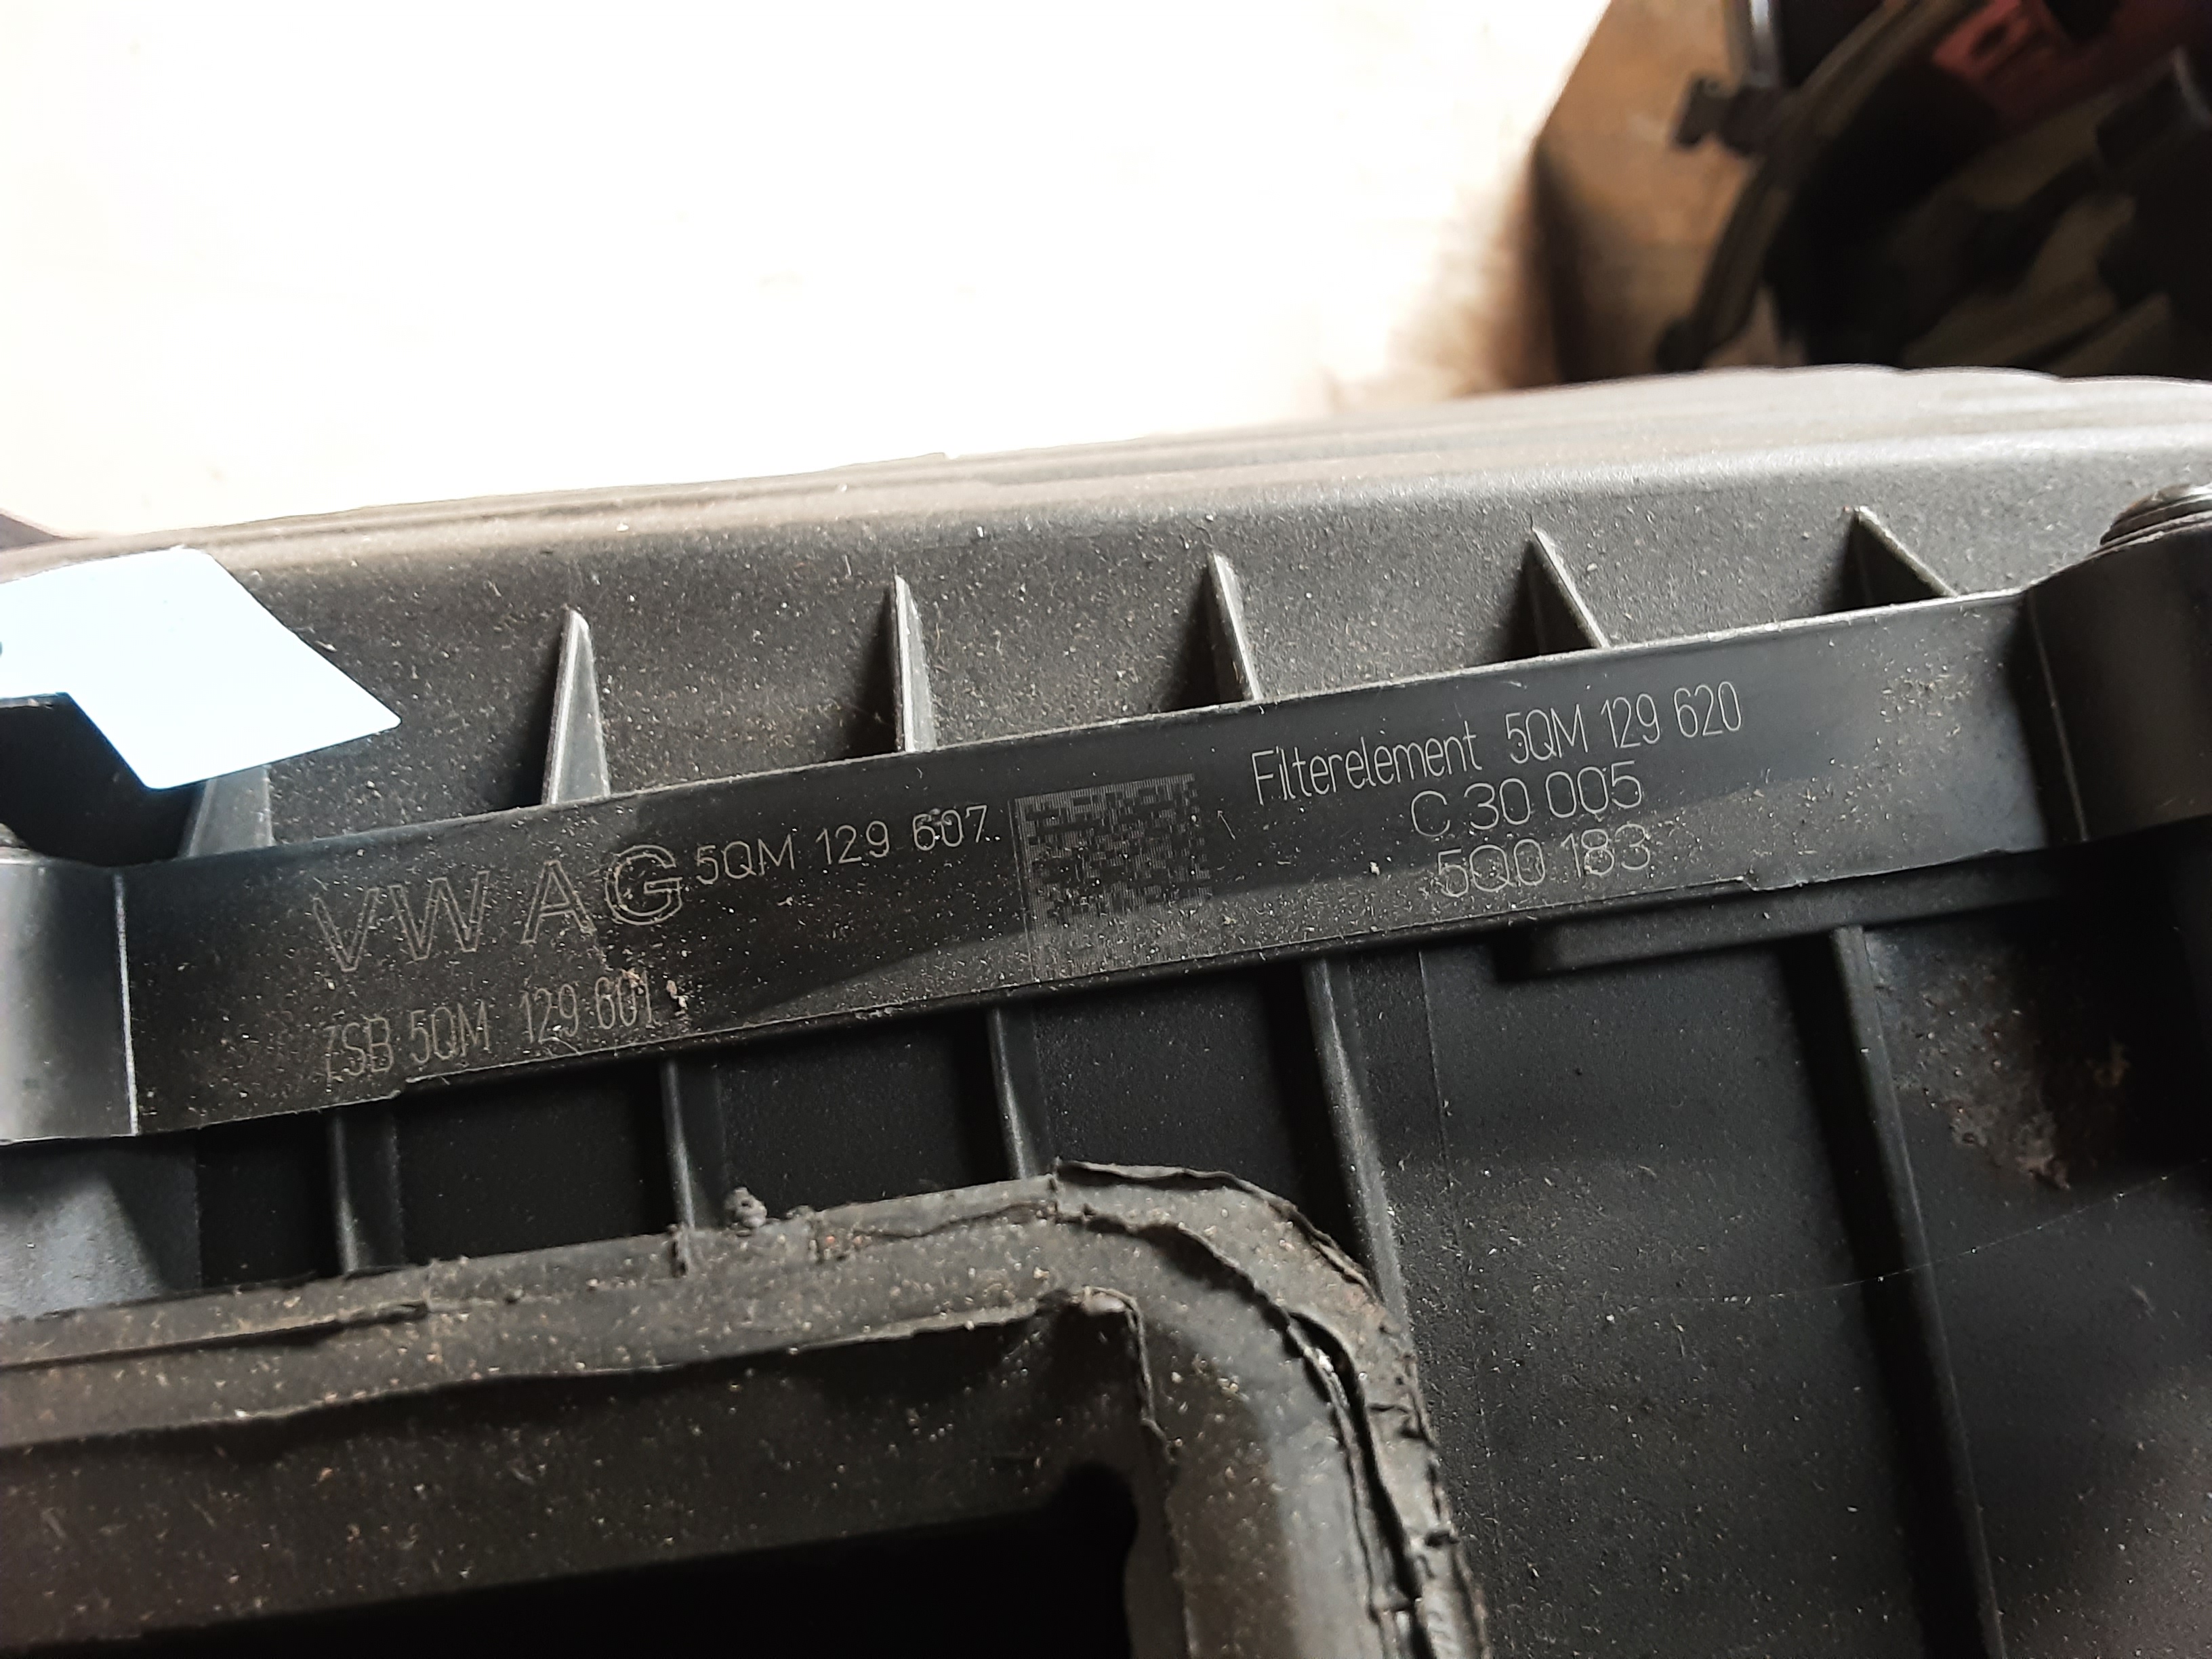 VW AG 5QM 129 607
ZSB 5QM 129 601
Filterelement 5QM 129 620
C 30 005
5Q0 183